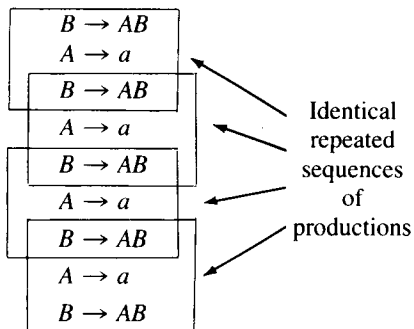 B → AB
A → a
B → AB
A → a
B → AB
A → a
B → AB
A → a
B → AB
Identical
repeated
sequences
of
productions